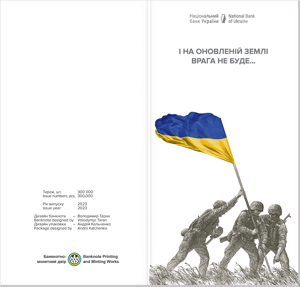 Національний
банк України
National Bank
of Ukraine
І НА ОНОВЛЕНІЙ ЗЕМЛІ
ВРАГА НЕ БУДЕ...
Тираж, шт. 300 000
Issue numbers, pcs. 300,000
Рік випуску 2023
Issue year 2023
Дизайн банкноти – Володимир Таран
Banknote designed by Volodymyr Taran
Дизайн упаковки – Андрій Кальченко
Package designed by Andrii Kalchenko
Банкнотно-
монетний двір
Banknote Printing
and Minting Works